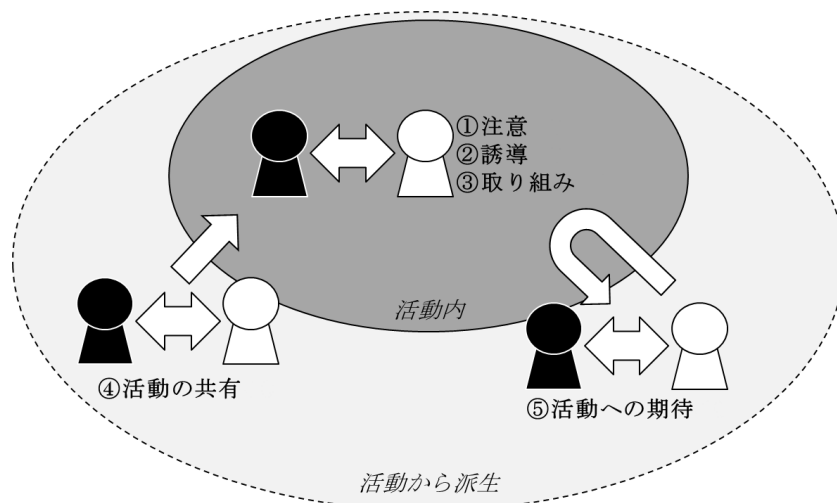 ①注意
②誘導
③取り組み
活動内
④活動の共有
⑤活動への期待
活動から派生